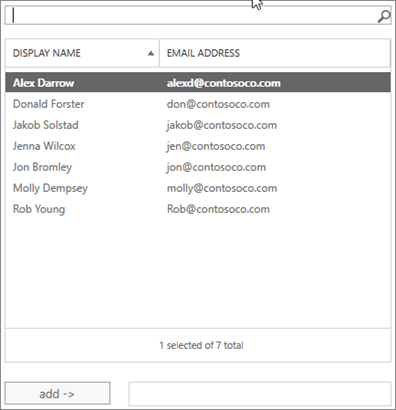 DISPLAY NAME EMAIL ADDRESS
Alex Darrow alexd@contosoco.com
Donald Forster don@contosoco.com
Jakob Solstad jakob@contosoco.com
Jenna Wilcox jen@contosoco.com
Jon Bromley jon@contosoco.com
Molly Dempsey molly@contosoco.com
Rob Young Rob@contosoco.com
1 selected of 7 total
add ->